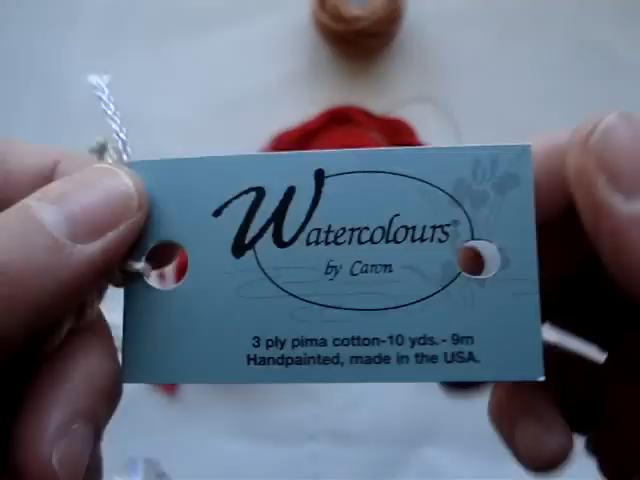 Watercolours®
by Caron
3 ply pima cotton-10 yds.- 9m
Handpainted, made in the USA.